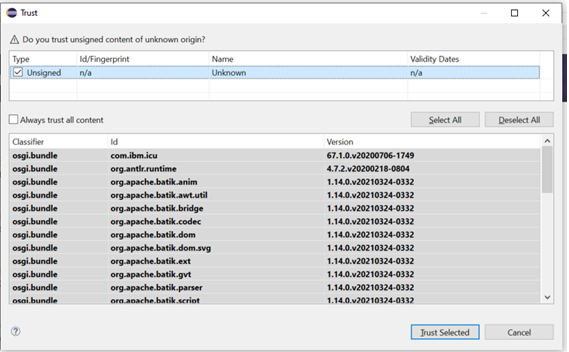 Trust
Do you trust unsigned content of unknown origin?
Type Id/Fingerprint Name Validity Dates
Unsigned n/a Unknown n/a
Always trust all content Select All Deselect All
Classifier Id Version
osgi.bundle com.ibm.icu 67.1.0.v20200706-1749
osgi.bundle org.antlr.runtime 4.7.2.v20200218-0804
osgi.bundle org.apache.batik.anim 1.14.0.v20210324-0332
osgi.bundle org.apache.batik.awt.util 1.14.0.v20210324-0332
osgi.bundle org.apache.batik.bridge 1.14.0.v20210324-0332
osgi.bundle org.apache.batik.codec 1.14.0.v20210324-0332
osgi.bundle org.apache.batik.dom 1.14.0.v20210324-0332
osgi.bundle org.apache.batik.dom.svg 1.14.0.v20210324-0332
osgi.bundle org.apache.batik.ext 1.14.0.v20210324-0332
osgi.bundle org.apache.batik.gvt 1.14.0.v20210324-0332
osgi.bundle org.apache.batik.parser 1.14.0.v20210324-0332
osgi.bundle org.apache.batik.script 1.14.0.v20210324-0332
Trust Selected Cancel